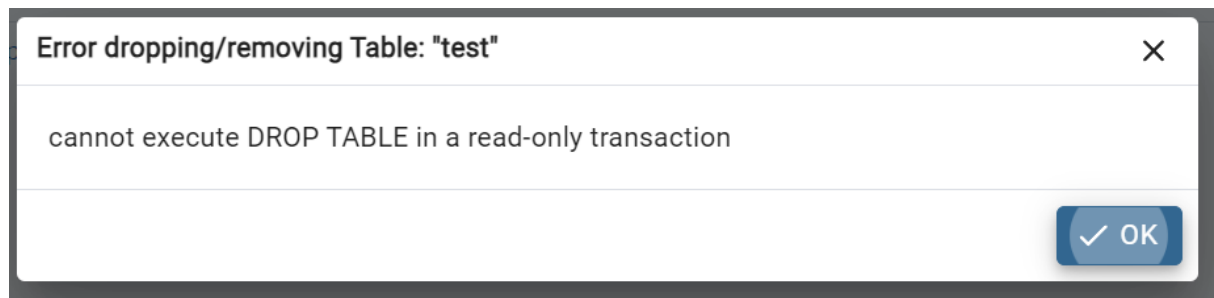 Error dropping/removing Table: "test"
cannot execute DROP TABLE in a read-only transaction
OK